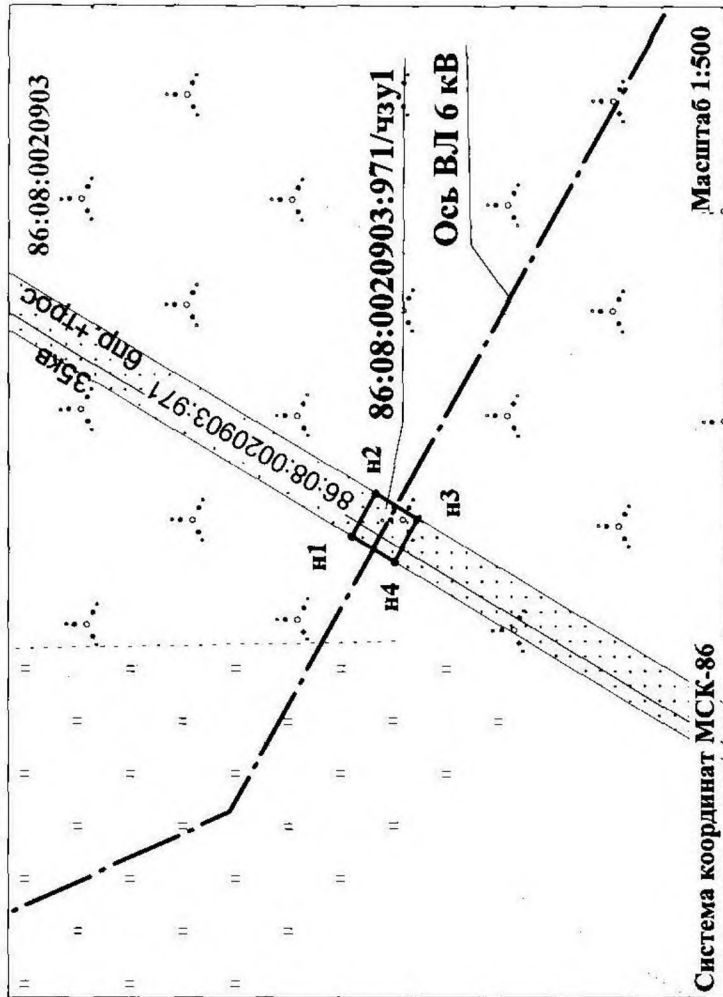 86:08:0020903
35кв
6пр +трос
86:08:0020903:971
86:08:0020903:971/чзу1
Ось ВЛ 6 кВ
н1
н2
н3
н4
Система координат МСК-86
Масштаб 1:500